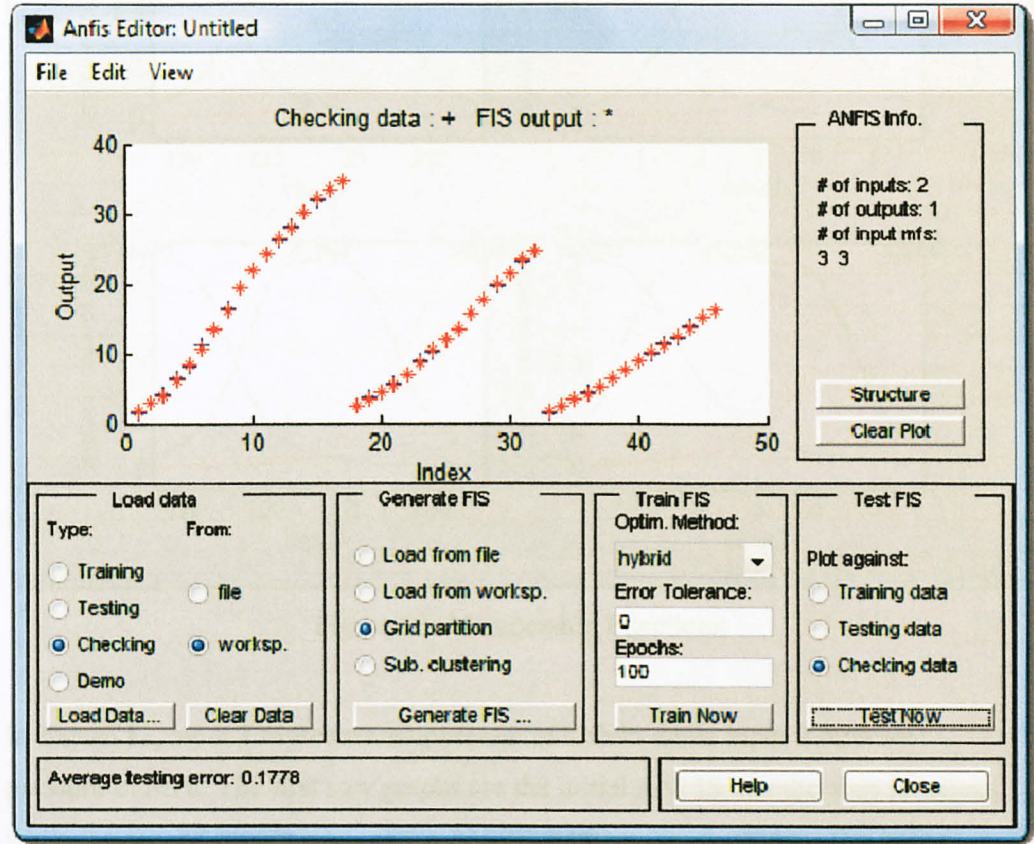 Anfis Editor: Untitled
File Edit View
Checking data : + FIS output : *
40
30
20
10
0
0 10 20 30 40 50
Output
Index
ANFIS Info.
# of inputs: 2
# of outputs: 1
# of input mfs:
3 3
Structure
Clear Plot
Load data
Type: From:
Training
Testing
Checking
Demo
file
worksp.
Load Data... Clear Data
Generate FIS
Load from file
Load from worksp.
Grid partition
Sub. clustering
Generate FIS ...
Train FIS
Optim. Method:
hybrid
Error Tolerance:
0
Epochs:
100
Train Now
Test FIS
Plot against:
Training data
Testing data
Checking data
Test Now
Average testing error: 0.1778
Help Close